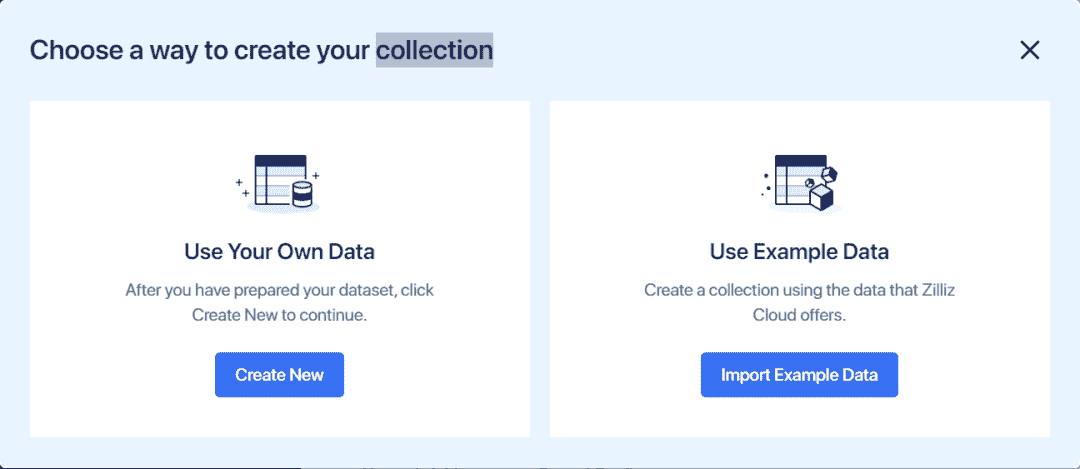 Choose a way to create your collection
Use Your Own Data
After you have prepared your dataset, click
Create New to continue.
Create New
Use Example Data
Create a collection using the data that Zilliz
Cloud offers.
Import Example Data